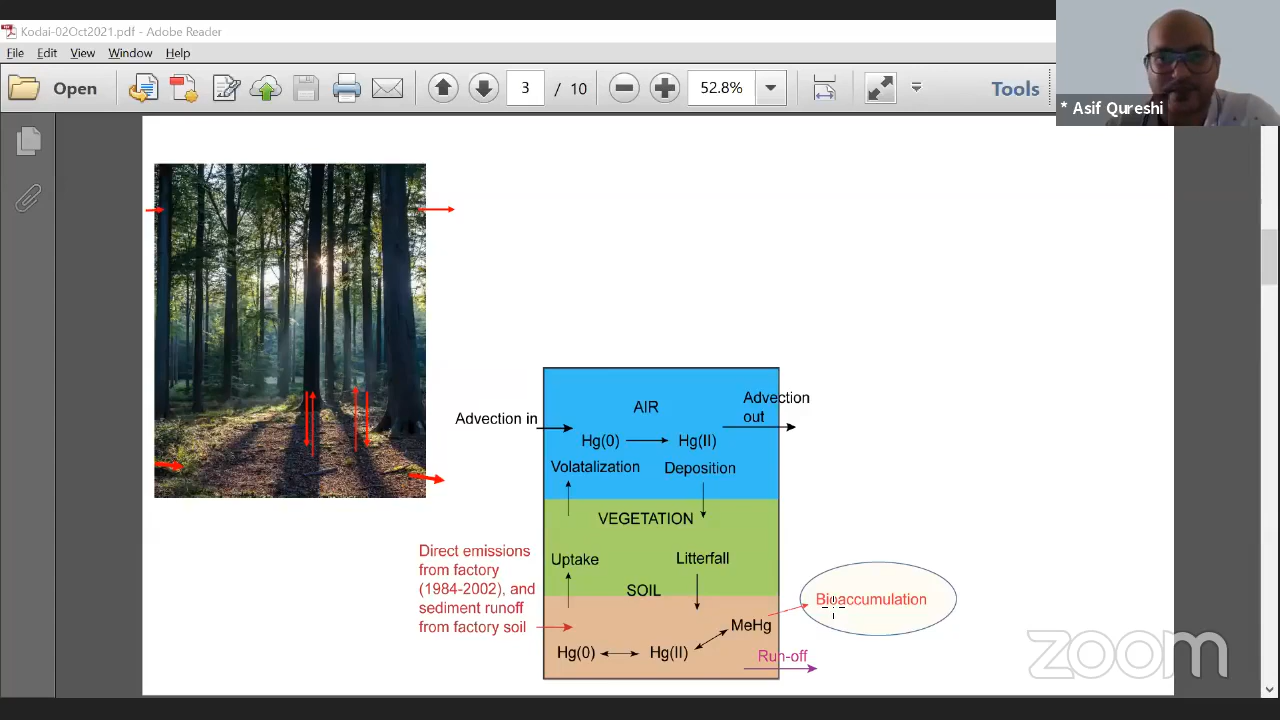 Kodai-02Oct2021.pdf - Adobe Reader
File Edit View Window Help
Open 3 / 10 52.8% Tools
* Asif Qureshi
AIR
Advection in
Advection
out
Hg(0) Hg(II)
Volatalization Deposition
VEGETATION
Direct emissions
from factory
(1984-2002), and
sediment runoff
from factory soil
Uptake Litterfall
SOIL
Bioaccumulation
MeHg
Hg(0) Hg(II)
Run-off
zoom